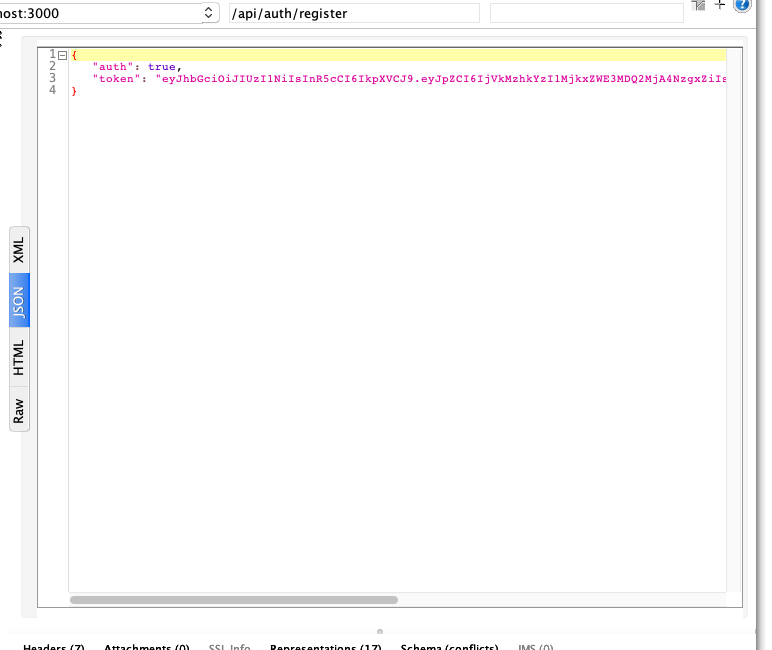 host:3000 /api/auth/register ?
1 {
2 "auth": true,
3 "token": "eyJhbGciOiJIUzI1NiIsInR5cCI6IkpXVCJ9.eyJpZCI6IjVkMzhkYzI1MjkxZWE3MDQ2MjA4NzgxZiIs
4 }
XML
JSON
HTML
Raw
Headers (7) Attachments (0) SSL Info Representations (17) Schema (conflicts) JMS (0)